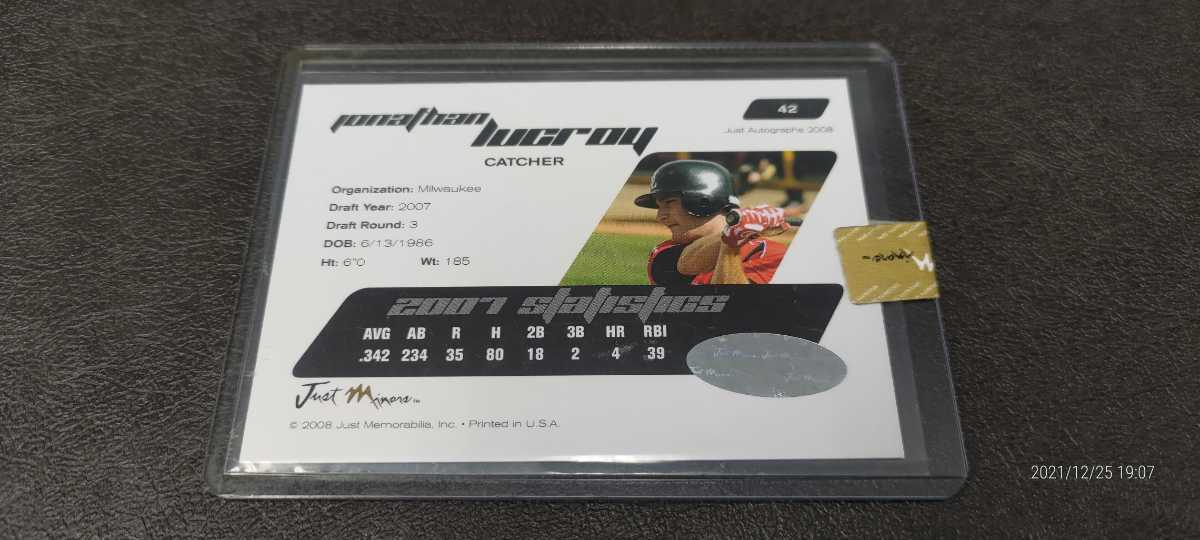 42
Just Autographs 2008
Jonathan
Lucroy
CATCHER
Organization: Milwaukee
Draft Year: 2007
Draft Round: 3
DOB: 6/13/1986
Ht: 6"0 Wt: 185
2007 Statistics
AVG AB R H 2B 3B HR RBI
.342 234 35 80 18 2 4 39
Just Minors™
© 2008 Just Memorabilia, Inc. • Printed in U.S.A.
2021/12/25 19:07